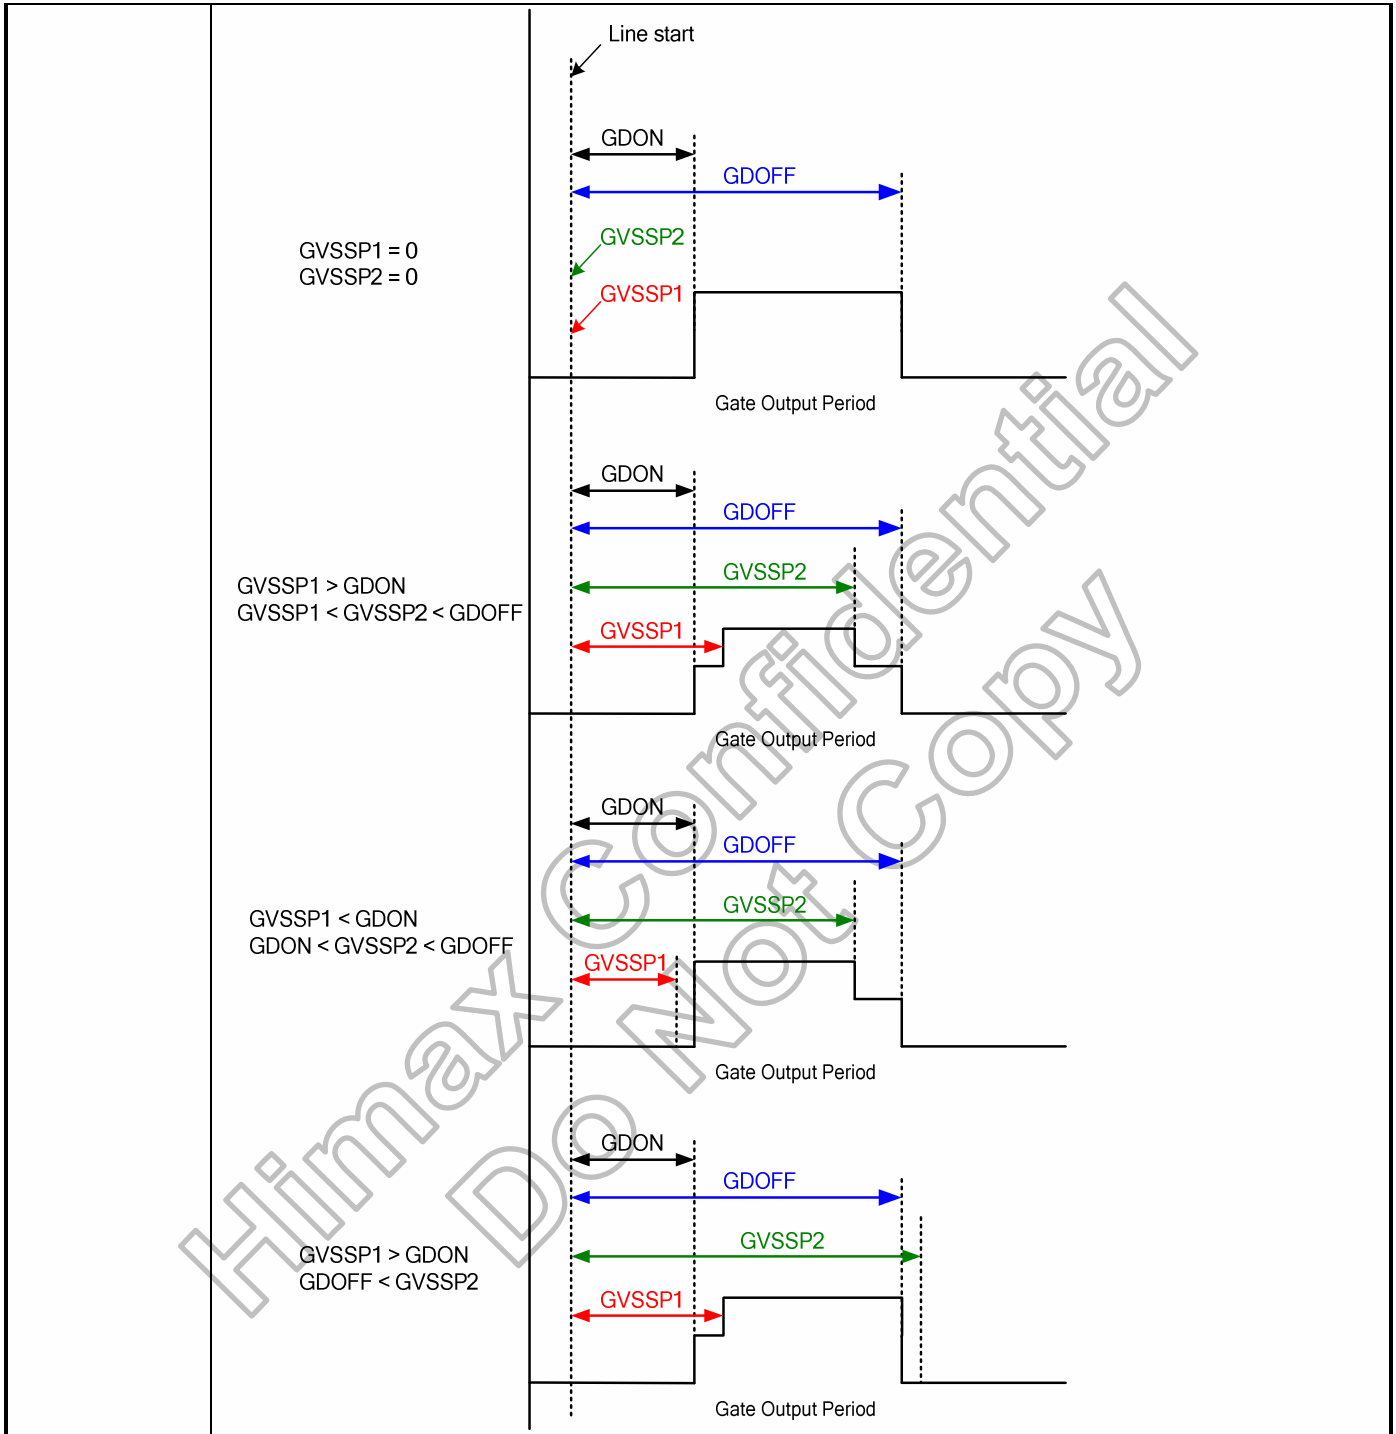 Line start
GDON
GDOFF
GVSSP1 = 0
GVSSP2 = 0
GVSSP2
GVSSP1
Gate Output Period
GDON
GDOFF
GVSSP1 > GDON
GVSSP1 < GVSSP2 < GDOFF
GVSSP2
GVSSP1
Gate Output Period
GDON
GDOFF
GVSSP1 < GDON
GDON < GVSSP2 < GDOFF
GVSSP2
GVSSP1
Gate Output Period
GDON
GDOFF
GVSSP1 > GDON
GDOFF < GVSSP2
GVSSP2
GVSSP1
Gate Output Period
Himax Confidential
Do Not Copy